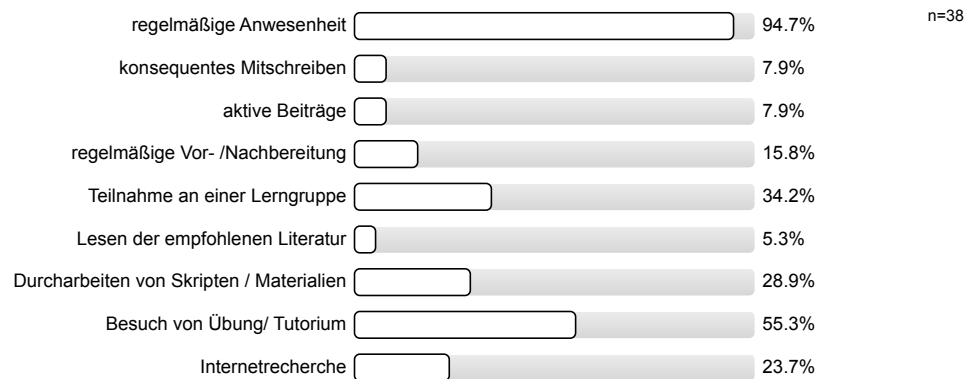 regelmäßige Anwesenheit 94.7% n=38
konsequentes Mitschreiben 7.9%
aktive Beiträge 7.9%
regelmäßige Vor- /Nachbereitung 15.8%
Teilnahme an einer Lerngruppe 34.2%
Lesen der empfohlenen Literatur 5.3%
Durcharbeiten von Skripten / Materialien 28.9%
Besuch von Übung/ Tutorium 55.3%
Internetrecherche 23.7%